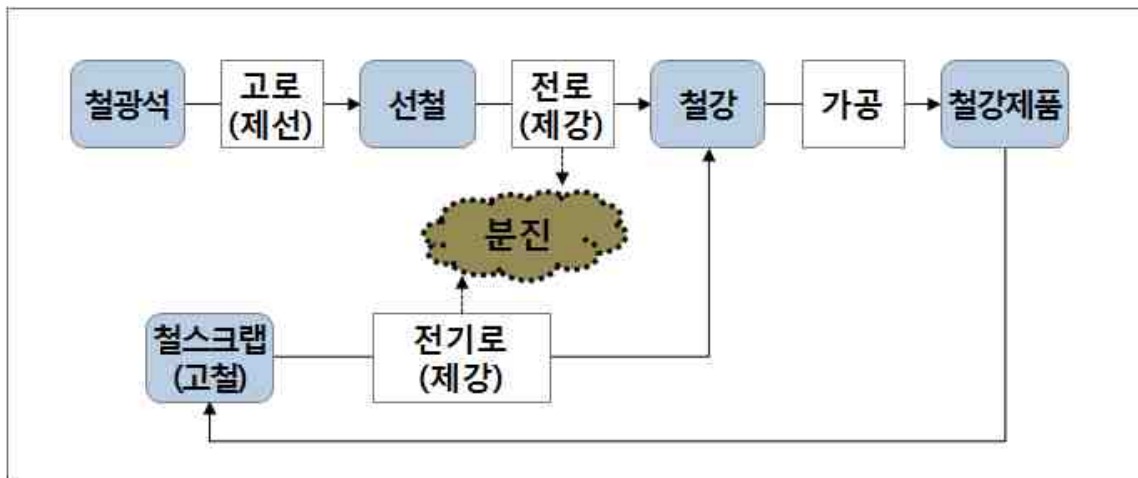 철광석
고로
(제선)
선철
전로
(제강)
철강
가공
철강제품
분진
철스크랩
(고철)
전기로
(제강)